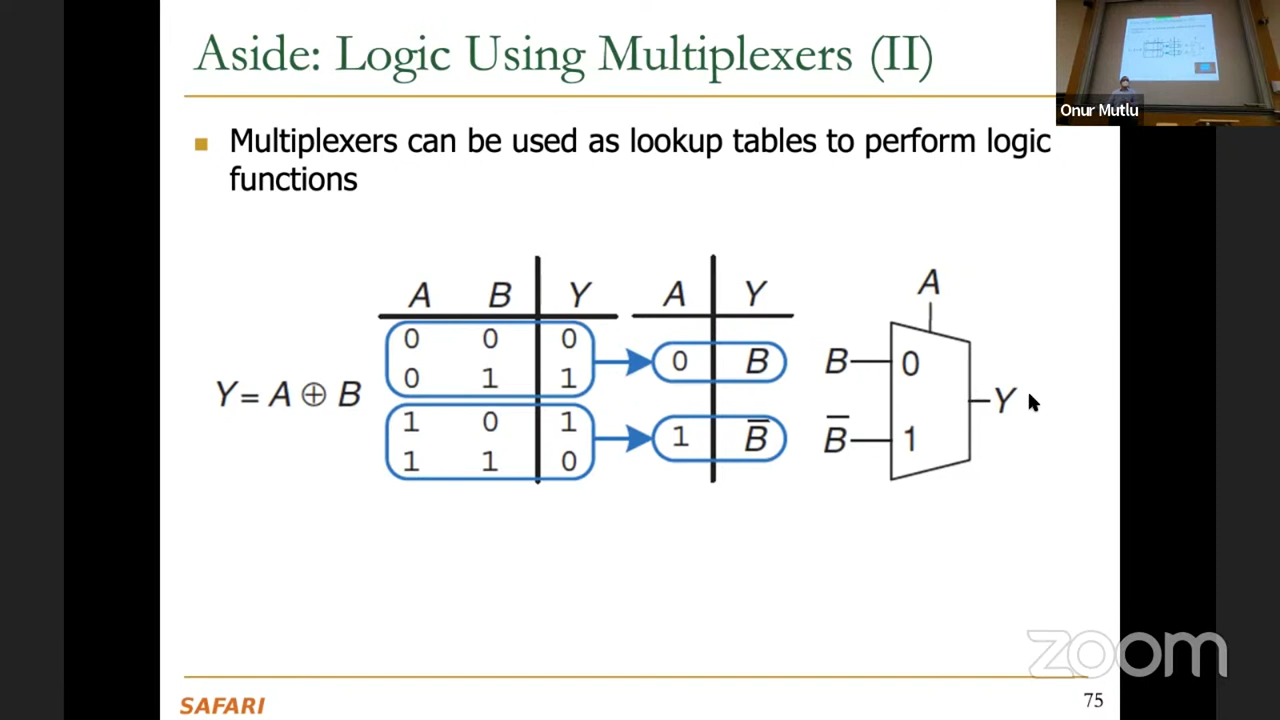 Aside: Logic Using Multiplexers (II)
Onur Mutlu
Multiplexers can be used as lookup tables to perform logic
functions
Y = A ⊕ B
A B Y
0 0 0
0 1 1
1 0 1
1 1 0
A Y
0 B
1 B̅
A
B 0
B̅ 1
Y
zoom
SAFARI
75